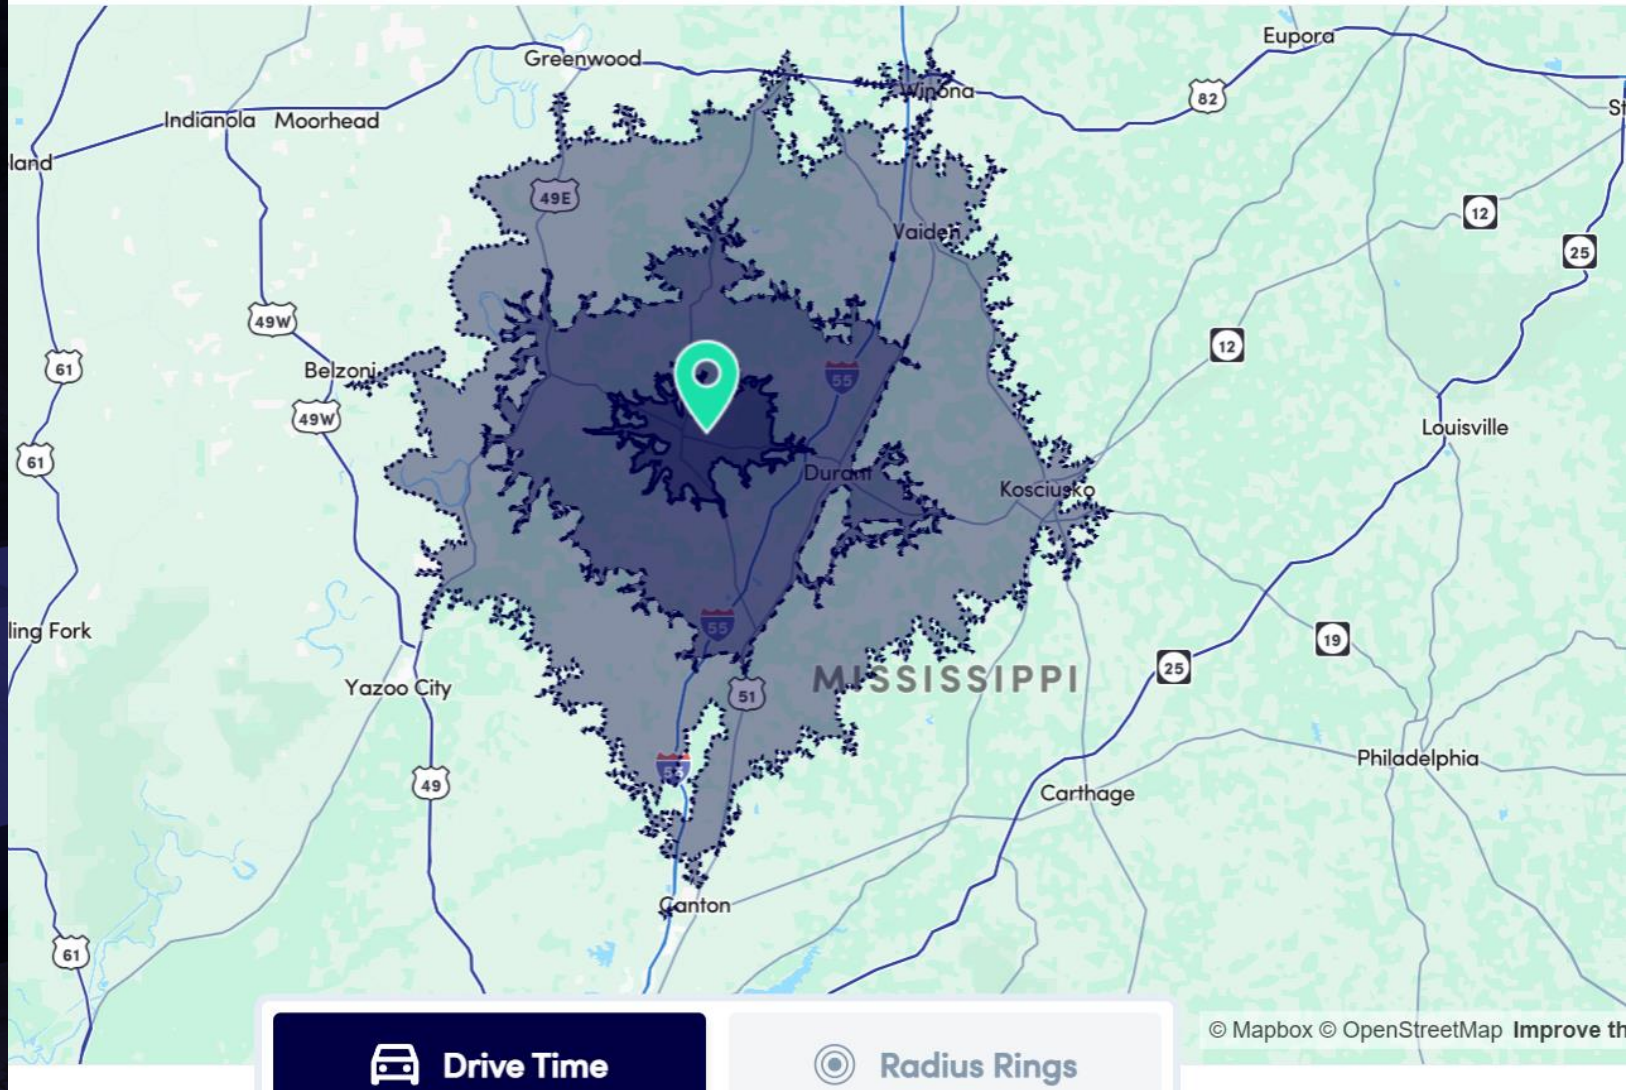 Eupora
Greenwood
Winona
82
Indianola
Moorhead
St
land
49E
12
Vaiden
25
49W
12
61
55
Belzoni
49W
Louisville
61
Durant
Kosciusko
55
ling Fork
19
MISSISSIPPI
25
Yazoo City
51
Philadelphia
49
Carthage
Canton
61
© Mapbox © OpenStreetMap Improve th
Drive Time
Radius Rings